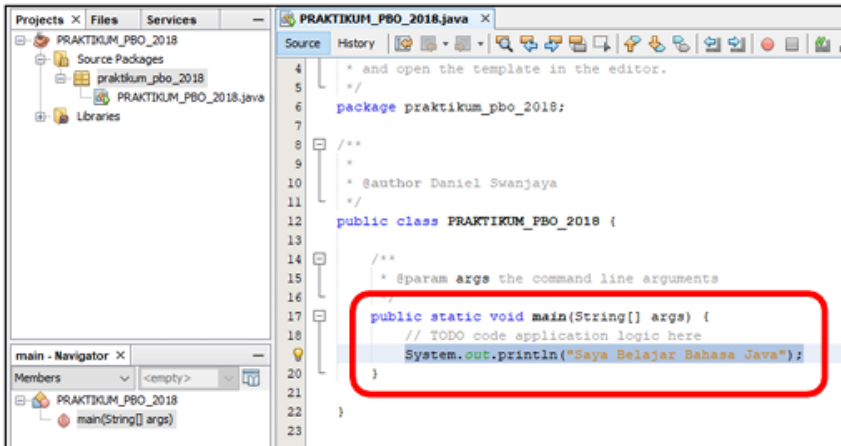 Projects × Files Services –
PRAKTIKUM_PBO_2018
Source Packages
praktikum_pbo_2018
PRAKTIKUM_PBO_2018.java
Libraries
main - Navigator × –
Members <empty>
PRAKTIKUM_PBO_2018
main(String[] args)
PRAKTIKUM_PBO_2018.java ×
Source History
4 * and open the template in the editor.
5 */
6 package praktikum_pbo_2018;
7
8 /**
9 *
10 * @author Daniel Swanjaya
11 */
12 public class PRAKTIKUM_PBO_2018 {
13
14 /**
15 * @param args the command line arguments
16 */
17 public static void main(String[] args) {
18 // TODO code application logic here
System.out.println("Saya Belajar Bahasa Java");
20 }
21
22 }
23